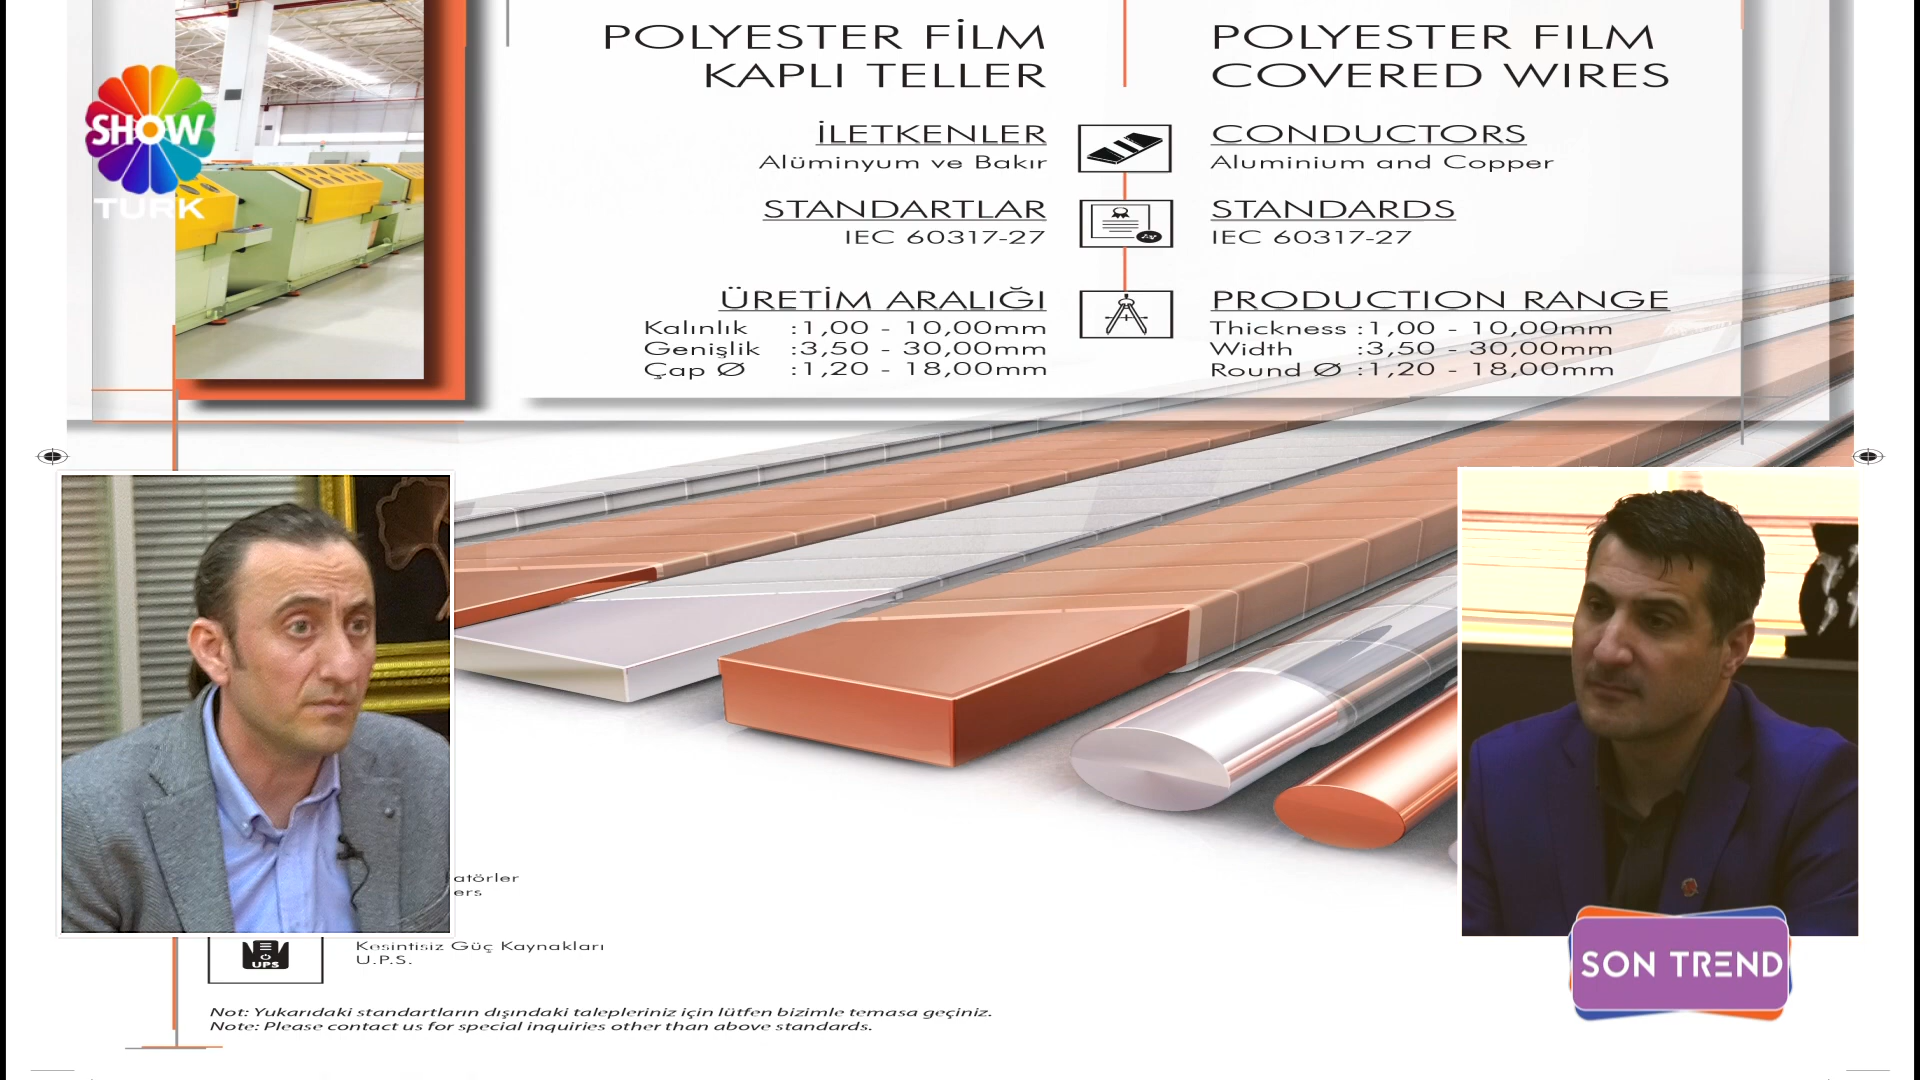 POLYESTER FİLM
KAPLI TELLER
İLETKENLER
Alüminyum ve Bakır
STANDARTLAR
IEC 60317-27
ÜRETİM ARALIĞI
Kalınlık :1,00 - 10,00mm
Genişlik :3,50 - 30,00mm
Çap Ø :1,20 - 18,00mm
POLYESTER FILM
COVERED WIRES
CONDUCTORS
Aluminium and Copper
STANDARDS
IEC 60317-27
PRODUCTION RANGE
Thickness :1,00 - 10,00mm
Width :3,50 - 30,00mm
Round Ø :1,20 - 18,00mm
SHOW
TURK
atörler
ers
UPS
Kesintisiz Güç Kaynakları
U.P.S.
Not: Yukarıdaki standartların dışındaki talepleriniz için lütfen bizimle temasa geçiniz.
Note: Please contact us for special inquiries other than above standards.
SON TREND